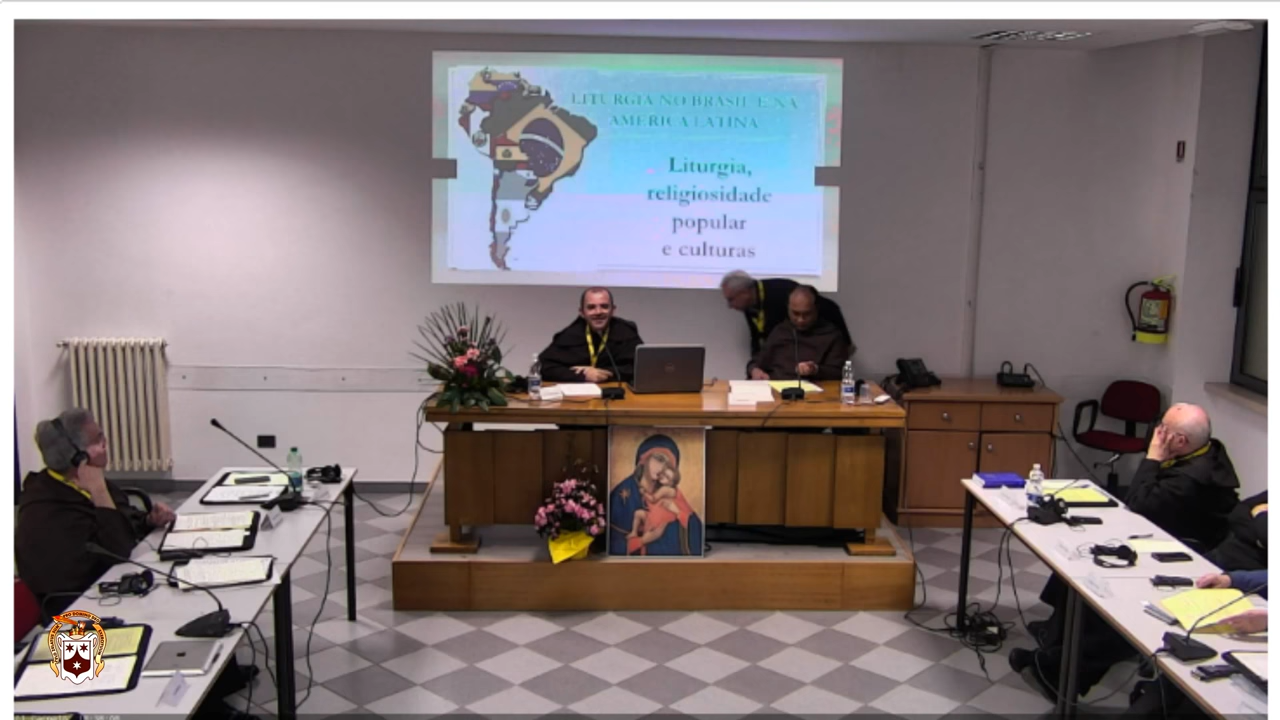 LITURGIA NO BRASIL E NA
AMERICA LATINA
Liturgia,
religiosidade
popular
e culturas